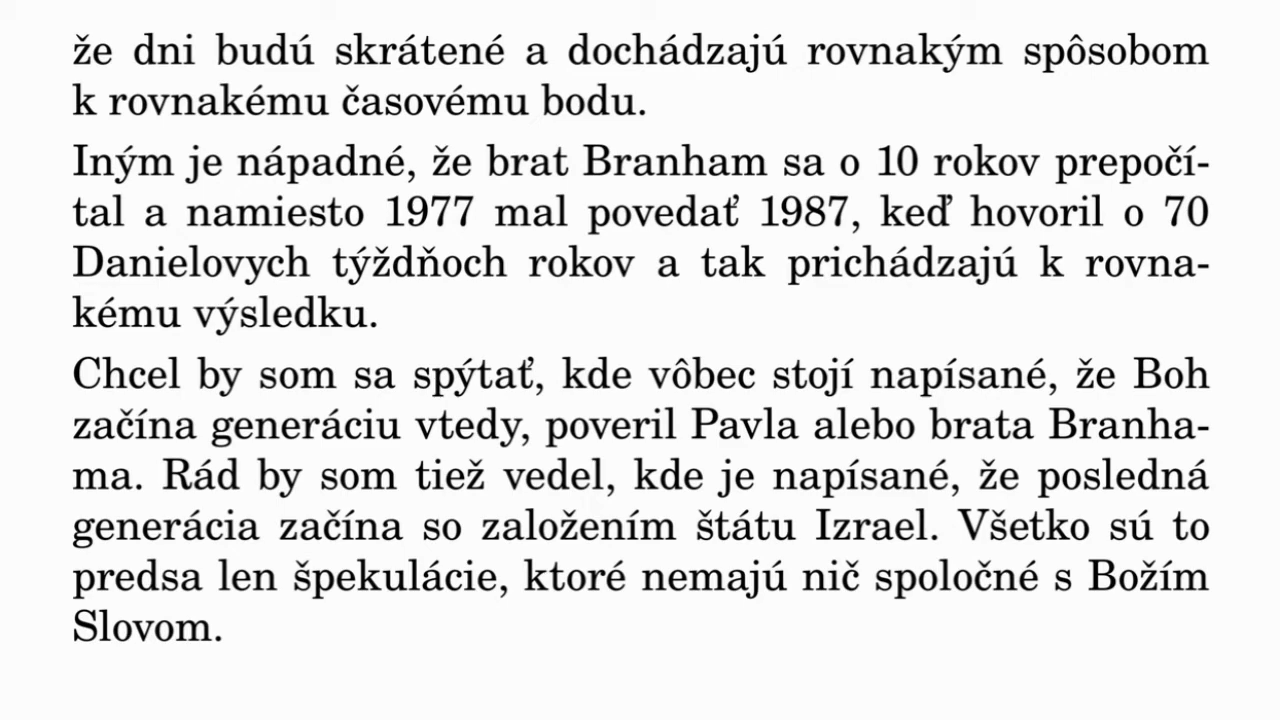 že dni budú skrátené a dochádzajú rovnakým spôsobom
k rovnakému časovému bodu.
Iným je nápadné, že brat Branham sa o 10 rokov prepočí-
tal a namiesto 1977 mal povedať 1987, keď hovoril o 70
Danielovych týždňoch rokov a tak prichádzajú k rovna-
kému výsledku.
Chcel by som sa spýtať, kde vôbec stojí napísané, že Boh
začína generáciu vtedy, poveril Pavla alebo brata Branha-
ma. Rád by som tiež vedel, kde je napísané, že posledná
generácia začína so založením štátu Izrael. Všetko sú to
predsa len špekulácie, ktoré nemajú nič spoločné s Božím
Slovom.